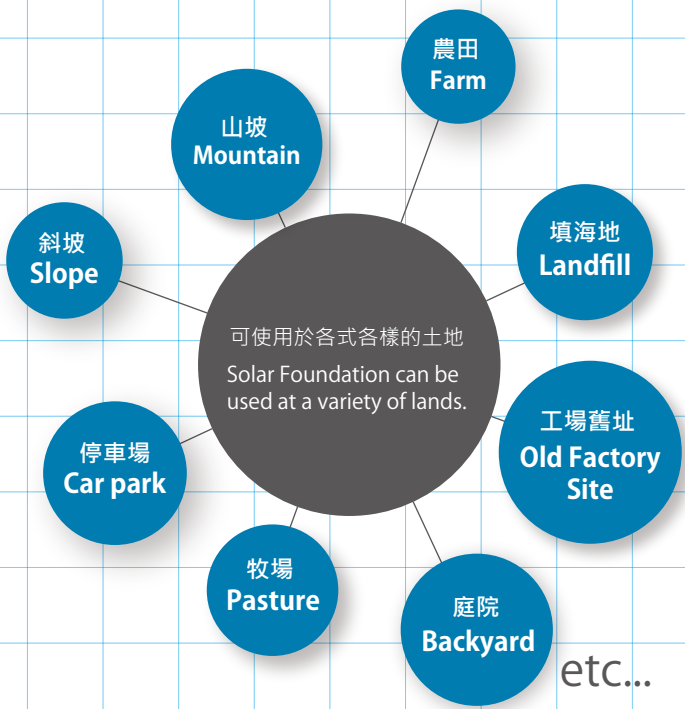 農田
Farm
山坡
Mountain
填海地
Landfill
斜坡
Slope
可使用於各式各樣的土地
Solar Foundation can be
used at a variety of lands.
工場舊址
Old Factory
Site
停車場
Car park
牧場
Pasture
庭院
Backyard
etc...